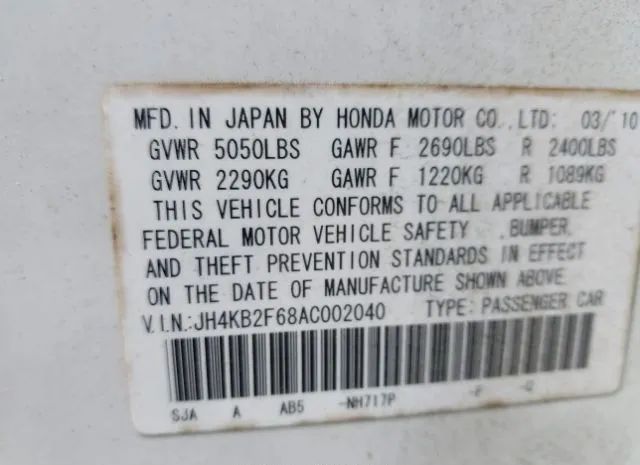 MFD. IN JAPAN BY HONDA MOTOR CO., LTD. 03/'10
GVWR 5050LBS GAWR F 2690LBS R 2400LBS
GVWR 2290KG GAWR F 1220KG R 1089KG
THIS VEHICLE CONFORMS TO ALL APPLICABLE
FEDERAL MOTOR VEHICLE SAFETY , BUMPER,
AND THEFT PREVENTION STANDARDS IN EFFECT
ON THE DATE OF MANUFACTURE SHOWN ABOVE
V.I.N.:JH4KB2F68AC002040 TYPE: PASSENGER CAR
SJA A AB5 -NH717P -P -Q